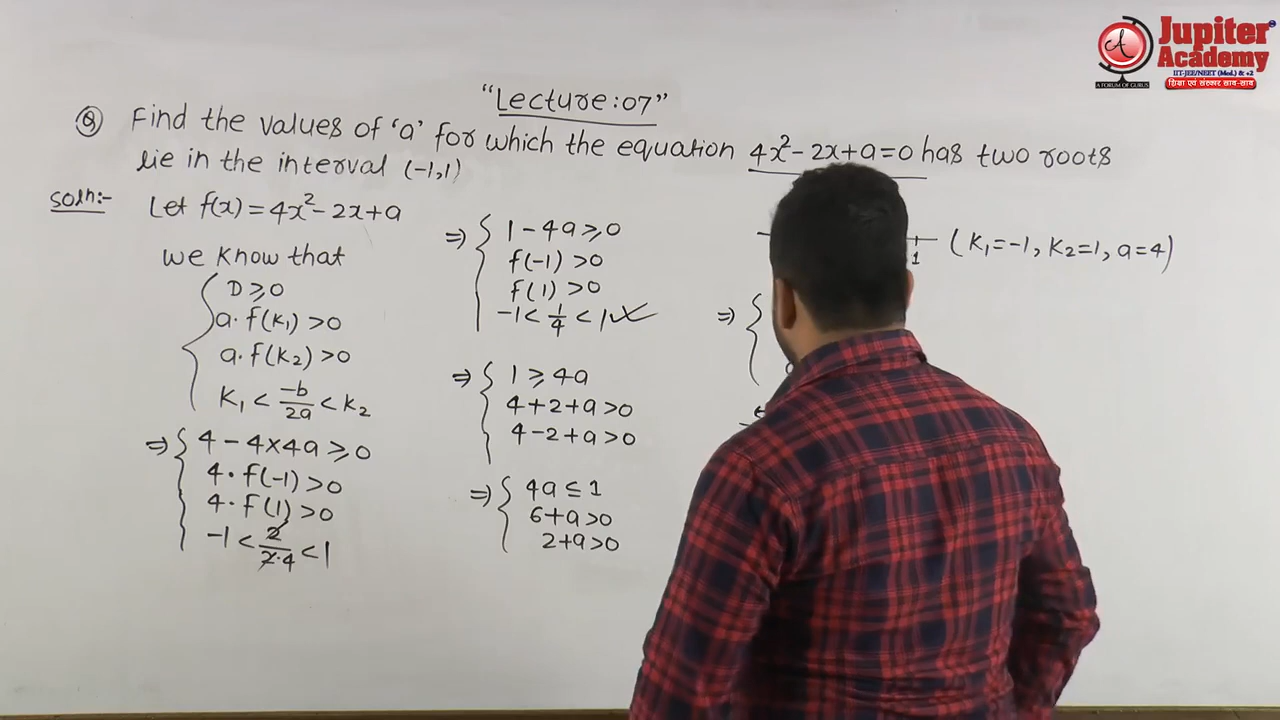 Jupiter
Academy
IIT-JEE/NEET (Med.) & +2
A FORUM OF GURUS
शिक्षा एवं संस्कार साथ-साथ
"Lecture:07"
Q Find the values of 'a' for which the equation 4x²-2x+a=0 has two roots
lie in the interval (-1,1)
Solⁿ:- Let f(x)=4x²-2x+a
we know that
D≥0
a.f(K₁)>0
a.f(K₂)>0
K₁ < -b/2a < K₂
⇒ { 4-4×4a≥0
4.f(-1)>0
4.f(1)>0
-1 < 2/2.4 < 1
⇒ { 1-4a≥0
f(-1)>0
f(1)>0
-1 < 1/4 < 1 ✓
⇒ { 1≥4a
4+2+a>0
4-2+a>0
⇒ { 4a≤1
6+a>0
2+a>0
1 (K₁=-1, K₂=1, a=4)
⇒ {